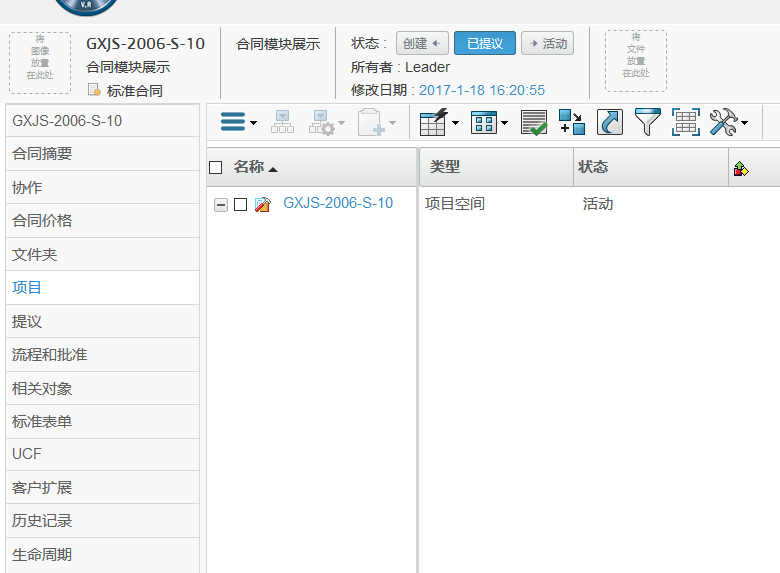 V.R
将
图像
放置
在此处
GXJS-2006-S-10
合同模块展示
标准合同
合同模块展示
状态 : 创建 已提议 活动
所有者 : Leader
修改日期 : 2017-1-18 16:20:55
将
文件
放置
在此处
GXJS-2006-S-10
合同摘要
协作
合同价格
文件夹
项目
提议
流程和批准
相关对象
标准表单
UCF
客户扩展
历史记录
生命周期
名称 类型 状态
GXJS-2006-S-10 项目空间 活动